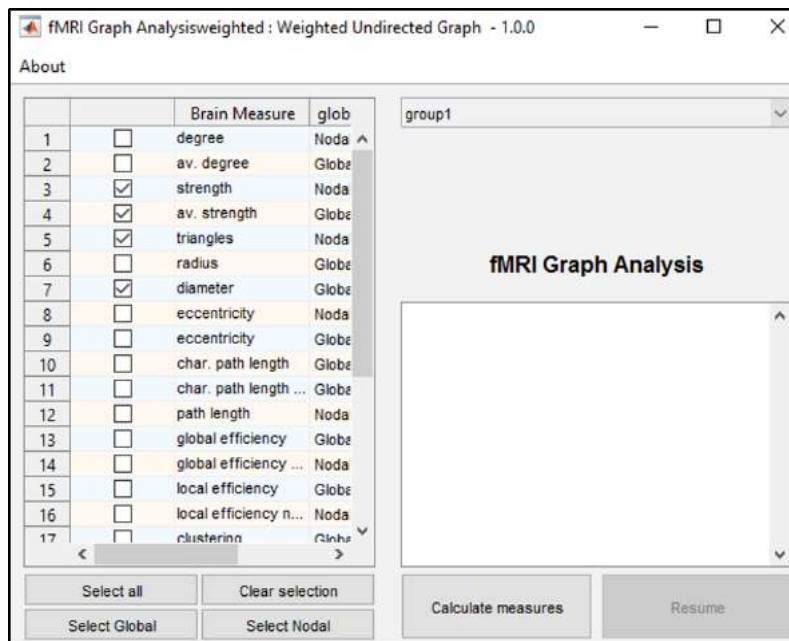 fMRI Graph Analysisweighted : Weighted Undirected Graph - 1.0.0
About
Brain Measure glob
1 degree Noda
2 av. degree Globa
3 strength Noda
4 av. strength Globa
5 triangles Noda
6 radius Globa
7 diameter Globa
8 eccentricity Noda
9 eccentricity Globa
10 char. path length Globa
11 char. path length ... Globa
12 path length Noda
13 global efficiency Globa
14 global efficiency ... Noda
15 local efficiency Globa
16 local efficiency n... Noda
17 clustering Globa
Select all Clear selection
Select Global Select Nodal
group1
fMRI Graph Analysis
Calculate measures Resume